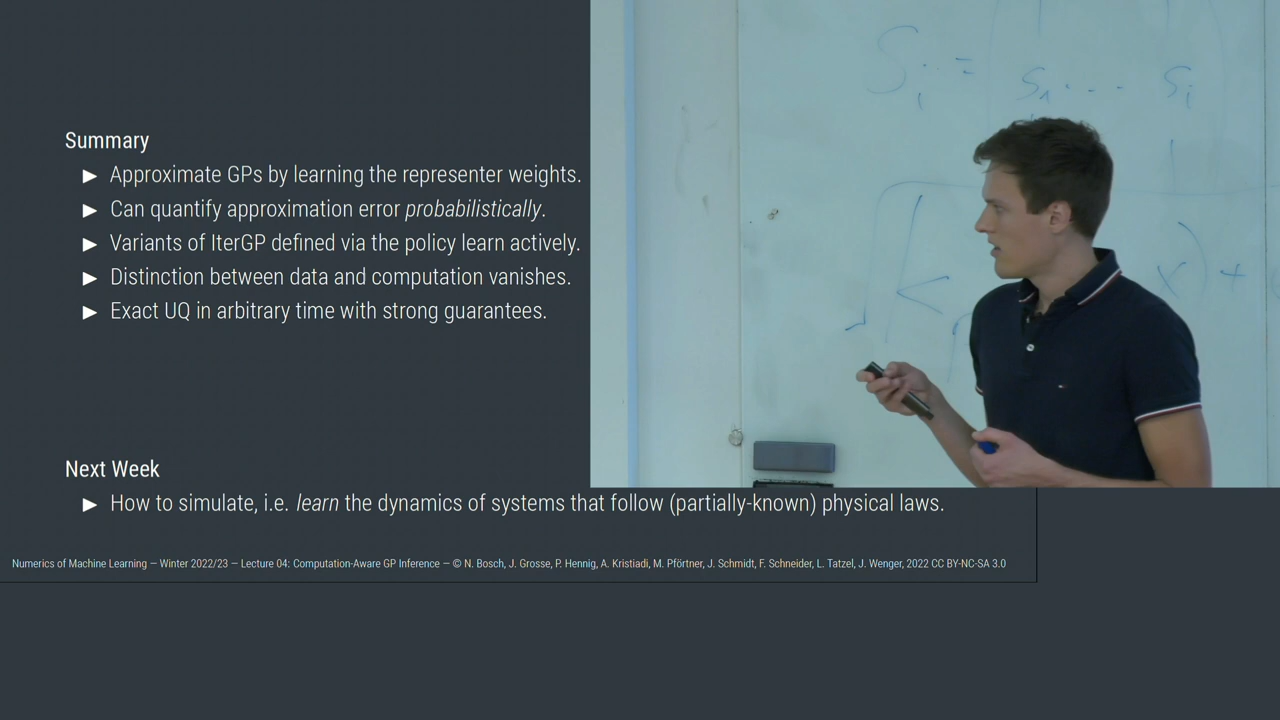 Summary
▶ Approximate GPs by learning the representer weights.
▶ Can quantify approximation error probabilistically.
▶ Variants of IterGP defined via the policy learn actively.
▶ Distinction between data and computation vanishes.
▶ Exact UQ in arbitrary time with strong guarantees.
Next Week
▶ How to simulate, i.e. learn the dynamics of systems that follow (partially-known) physical laws.
Numerics of Machine Learning — Winter 2022/23 — Lecture 04: Computation-Aware GP Inference — © N. Bosch, J. Grosse, P. Hennig, A. Kristiadi, M. Pförtner, J. Schmidt, F. Schneider, L. Tatzel, J. Wenger, 2022 CC BY-NC-SA 3.0
S_i := S_1 ... S_i